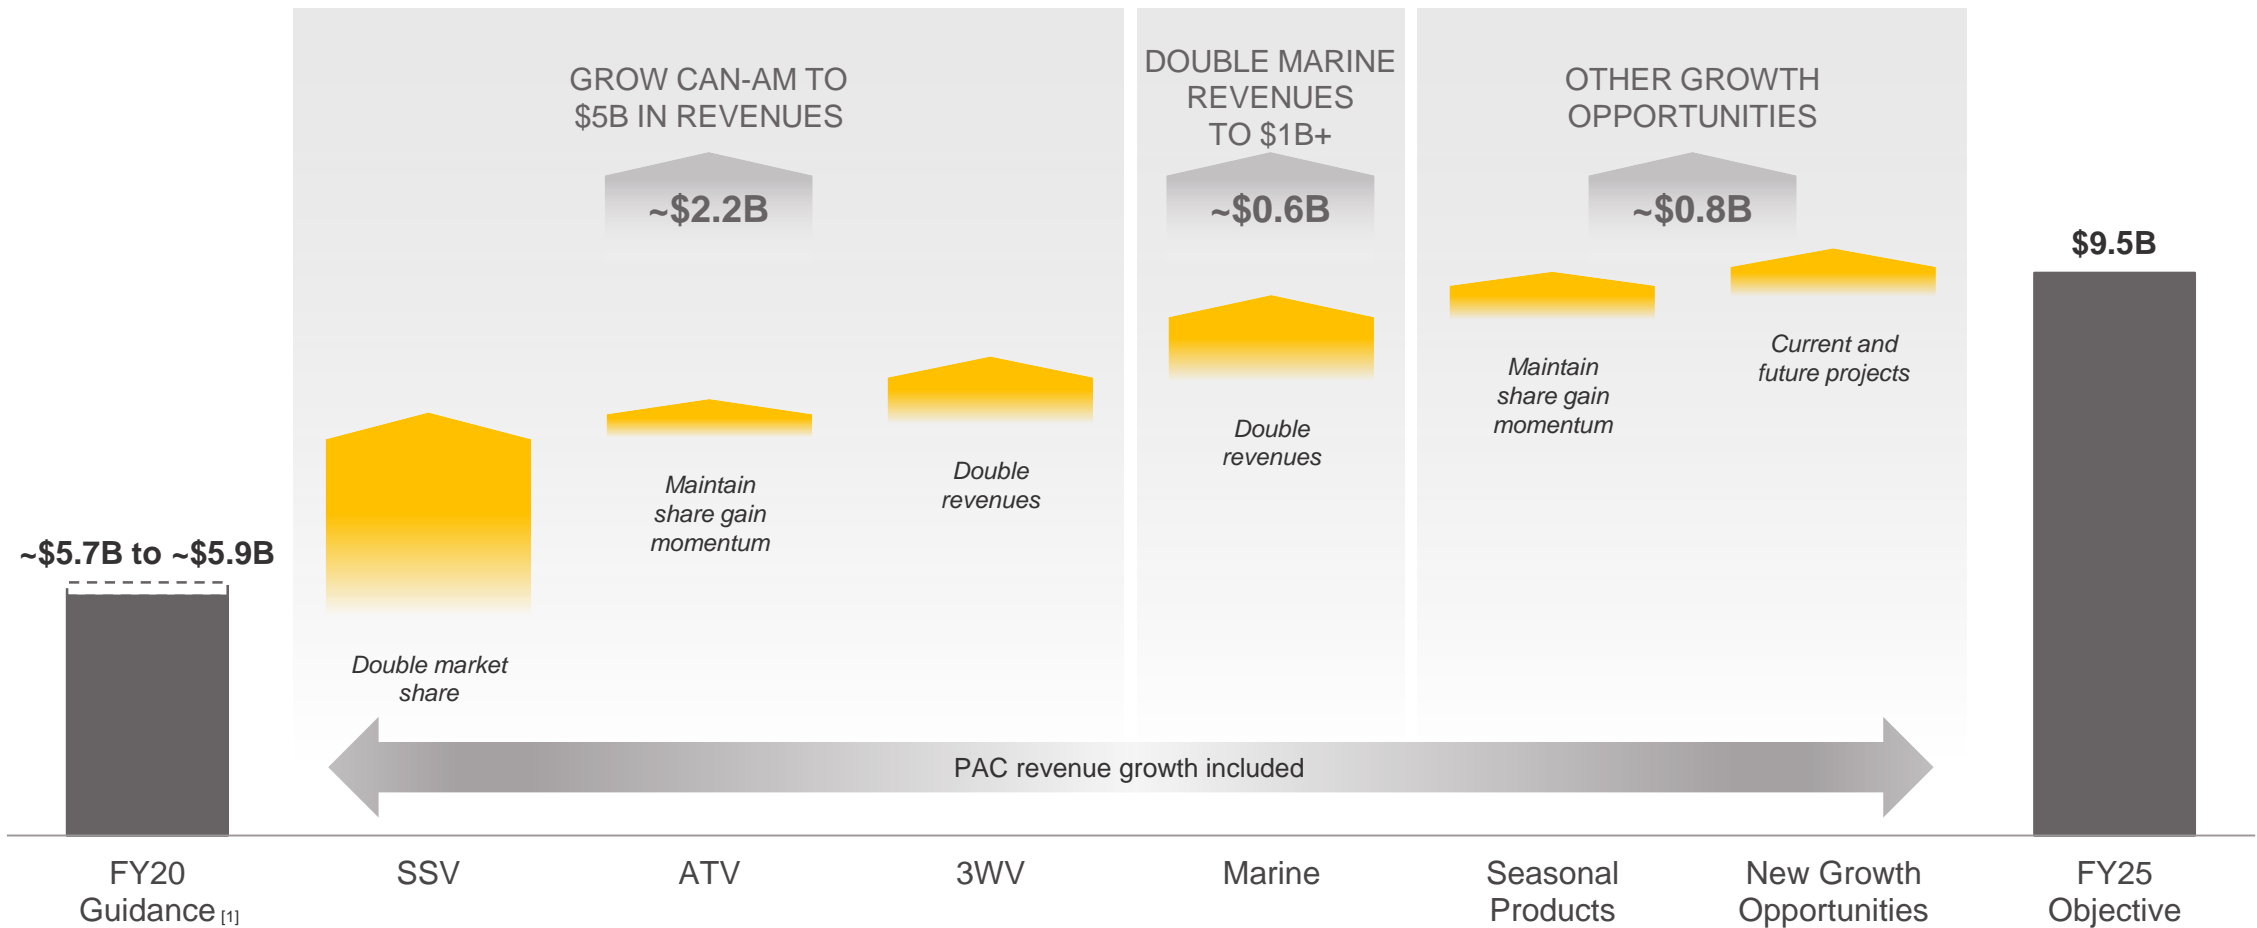 GROW CAN-AM TO
$5B IN REVENUES
~$2.2B
DOUBLE MARINE
REVENUES
TO $1B+
~$0.6B
OTHER GROWTH
OPPORTUNITIES
~$0.8B
~$5.7B to ~$5.9B
Double market
share
Maintain
share gain
momentum
Double
revenues
Double
revenues
Maintain
share gain
momentum
Current and
future projects
$9.5B
PAC revenue growth included
FY20
Guidance [1]
SSV
ATV
3WV
Marine
Seasonal
Products
New Growth
Opportunities
FY25
Objective